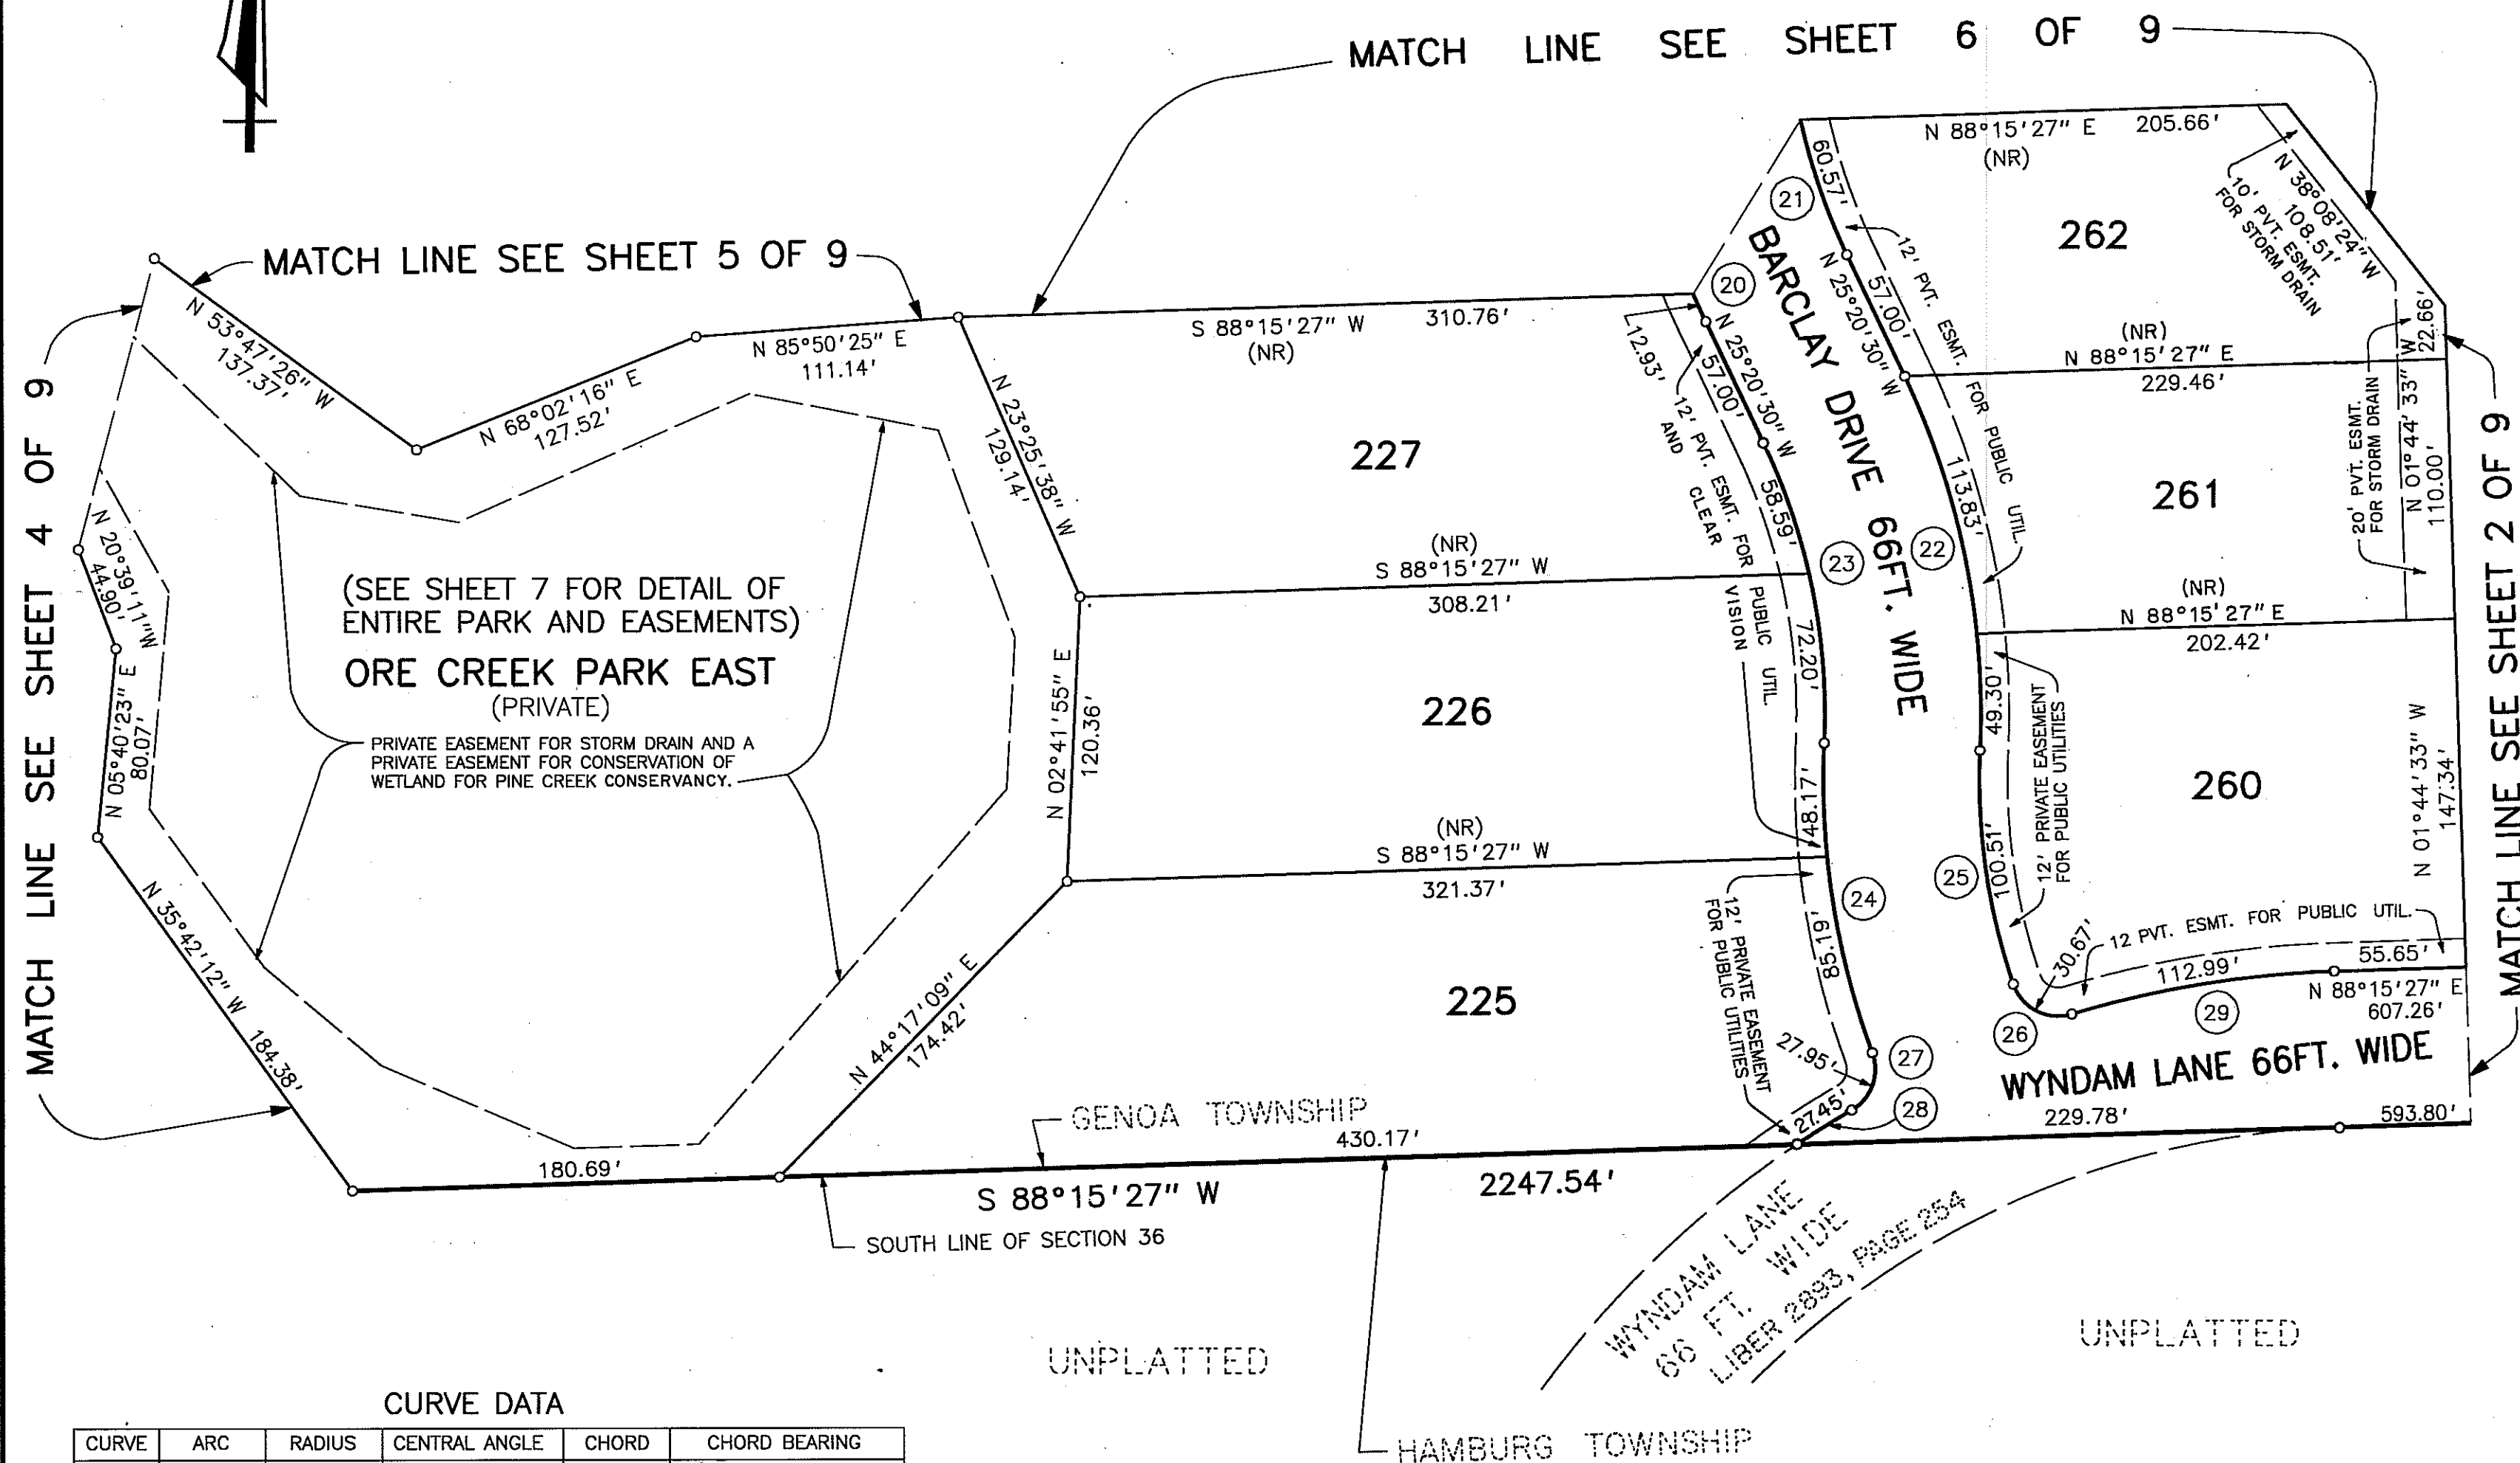 MATCH LINE SEE SHEET 6 OF 9
MATCH LINE SEE SHEET 5 OF 9
MATCH LINE SEE SHEET 4 OF 9
MATCH LINE SEE SHEET 2 OF 9
N 53°47'26" W
137.37'
N 68°02'16" E
127.52'
N 85°50'25" E
111.14'
N 20°39'11" W
44.90'
N 05°40'23" E
80.07'
N 35°42'12" W 184.38'
(SEE SHEET 7 FOR DETAIL OF
ENTIRE PARK AND EASEMENTS)
ORE CREEK PARK EAST
(PRIVATE)
PRIVATE EASEMENT FOR STORM DRAIN AND A
PRIVATE EASEMENT FOR CONSERVATION OF
WETLAND FOR PINE CREEK CONSERVANCY.
180.69'
N 23°25'38" W
129.14'
N 02°41'55" E
120.36'
N 44°17'09" E
174.42'
S 88°15'27" W 310.76'
(NR)
227
(NR)
S 88°15'27" W
308.21'
226
(NR)
S 88°15'27" W
321.37'
225
12.93'
20
N 25°20'30" W
57.00'
58.59'
12' PVT. ESMT. FOR PUBLIC UTIL.
AND CLEAR VISION
23
72.20'
48.17'
24
85.19'
12' PRIVATE EASEMENT
FOR PUBLIC UTILITIES
27.95'
27
27.45'
28
BARCLAY DRIVE 66FT. WIDE
60.57'
21
N 25°20'30" W
57.00'
12' PVT. ESMT. FOR PUBLIC UTIL.
113.83'
22
49.30'
100.51'
25
12' PRIVATE EASEMENT
FOR PUBLIC UTILITIES
N 88°15'27" E 205.66'
(NR)
262
N 38°08'24" W
108.51'
10' PVT. ESMT.
FOR STORM DRAIN
22.66'
(NR)
N 88°15'27" E
229.46'
261
20' PVT. ESMT.
FOR STORM DRAIN
N 01°44'33" W
110.00'
(NR)
N 88°15'27" E
202.42'
260
N 01°44'33" W
147.34'
30.67'
12 PVT. ESMT. FOR PUBLIC UTIL.
112.99'
55.65'
26
29
N 88°15'27" E
607.26'
WYNDAM LANE 66FT. WIDE
229.78'
593.80'
GENOA TOWNSHIP
430.17'
S 88°15'27" W
2247.54'
SOUTH LINE OF SECTION 36
WYNDAM LANE
66 FT. WIDE
LIBER 2893, PAGE 254
UNPLATTED
UNPLATTED
HAMBURG TOWNSHIP
CURVE DATA
CURVE ARC RADIUS CENTRAL ANGLE CHORD CHORD BEARING